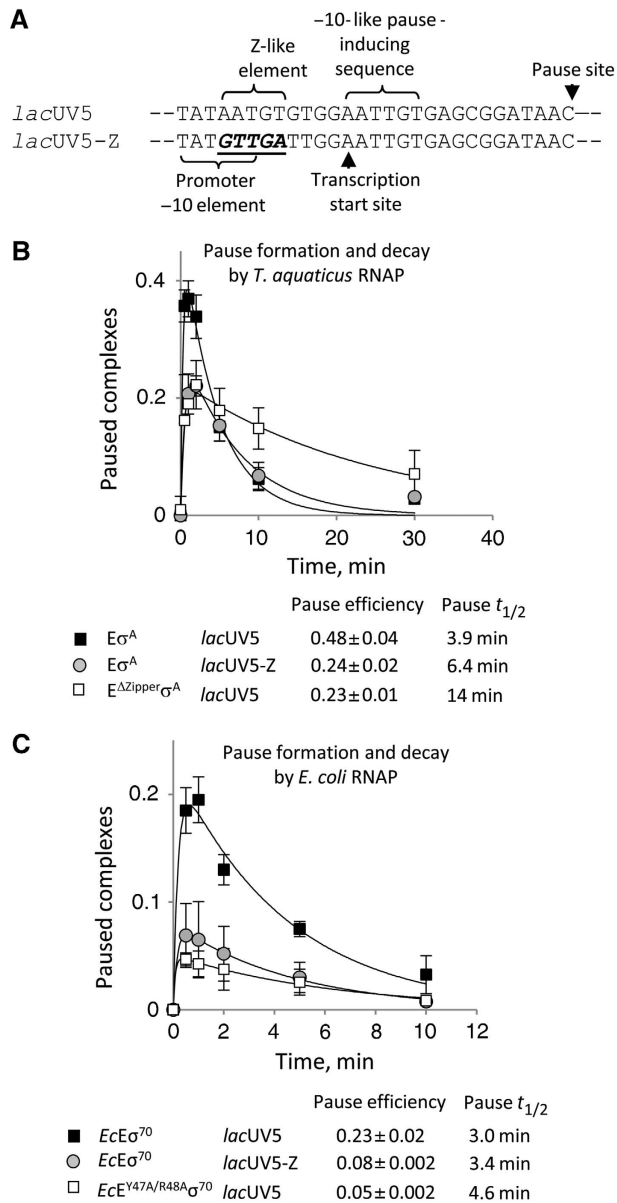 A
−10-like pause -
Z-like inducing
element sequence Pause site
lacUV5 --TATAATGTGTGGAATTGTGAGCGGATAAC—--
lacUV5-Z --TATGTTGATTGGAATTGTGAGCGGATAAC--
Promoter Transcription
−10 element start site
B
Pause formation and decay
by T. aquaticus RNAP
Paused complexes
0.4
0.2
0
0 10 20 30 40
Time, min
Pause efficiency Pause t1/2
EσA lacUV5 0.48±0.04 3.9 min
EσA lacUV5-Z 0.24±0.02 6.4 min
EΔZipperσA lacUV5 0.23±0.01 14 min
C
Pause formation and decay
by E. coli RNAP
Paused complexes
0.2
0.1
0
0 2 4 6 8 10 12
Time, min
Pause efficiency Pause t1/2
EcEσ70 lacUV5 0.23±0.02 3.0 min
EcEσ70 lacUV5-Z 0.08±0.002 3.4 min
EcEY47A/R48Aσ70 lacUV5 0.05±0.002 4.6 min